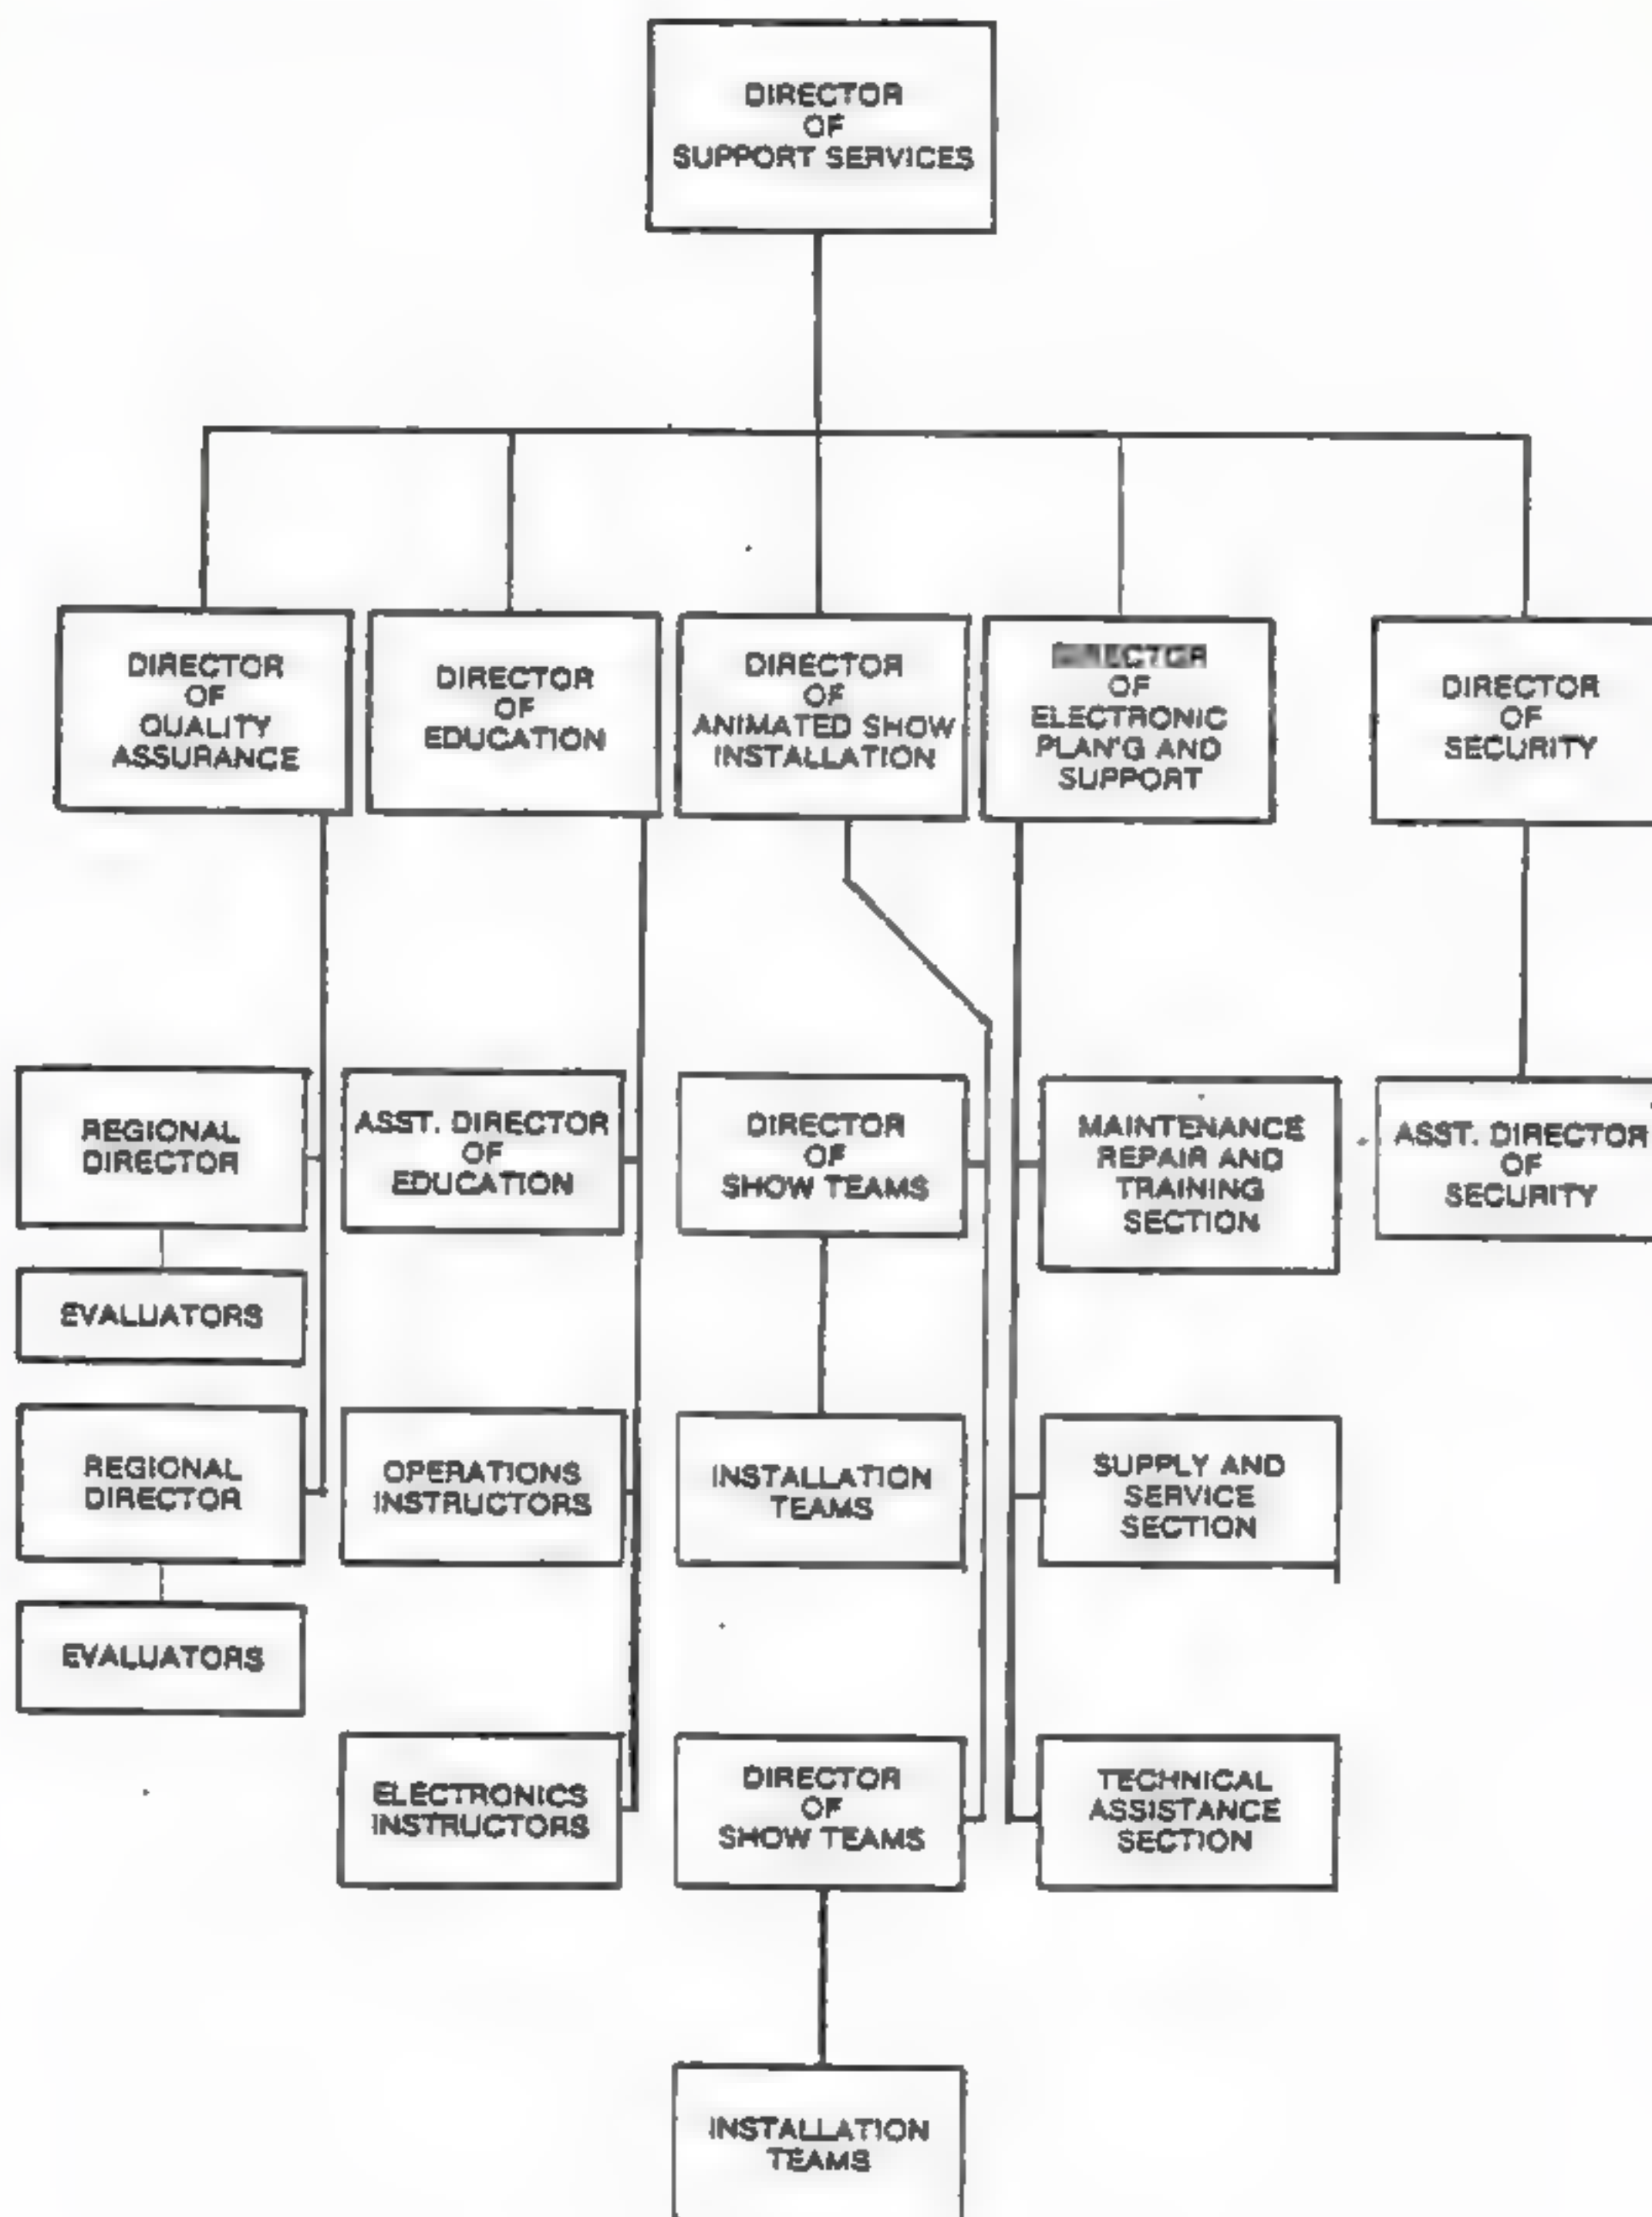 DIRECTOR
OF
SUPPORT SERVICES
DIRECTOR
OF
QUALITY
ASSURANCE
DIRECTOR
OF
EDUCATION
DIRECTOR
OF
ANIMATED SHOW
INSTALLATION
DIRECTOR
OF
ELECTRONIC
PLAN'G AND
SUPPORT
DIRECTOR
OF
SECURITY
REGIONAL
DIRECTOR
ASST. DIRECTOR
OF
EDUCATION
DIRECTOR
OF
SHOW TEAMS
MAINTENANCE
REPAIR AND
TRAINING
SECTION
ASST. DIRECTOR
OF
SECURITY
EVALUATORS
REGIONAL
DIRECTOR
OPERATIONS
INSTRUCTORS
INSTALLATION
TEAMS
SUPPLY AND
SERVICE
SECTION
EVALUATORS
ELECTRONICS
INSTRUCTORS
DIRECTOR
OF
SHOW TEAMS
TECHNICAL
ASSISTANCE
SECTION
INSTALLATION
TEAMS